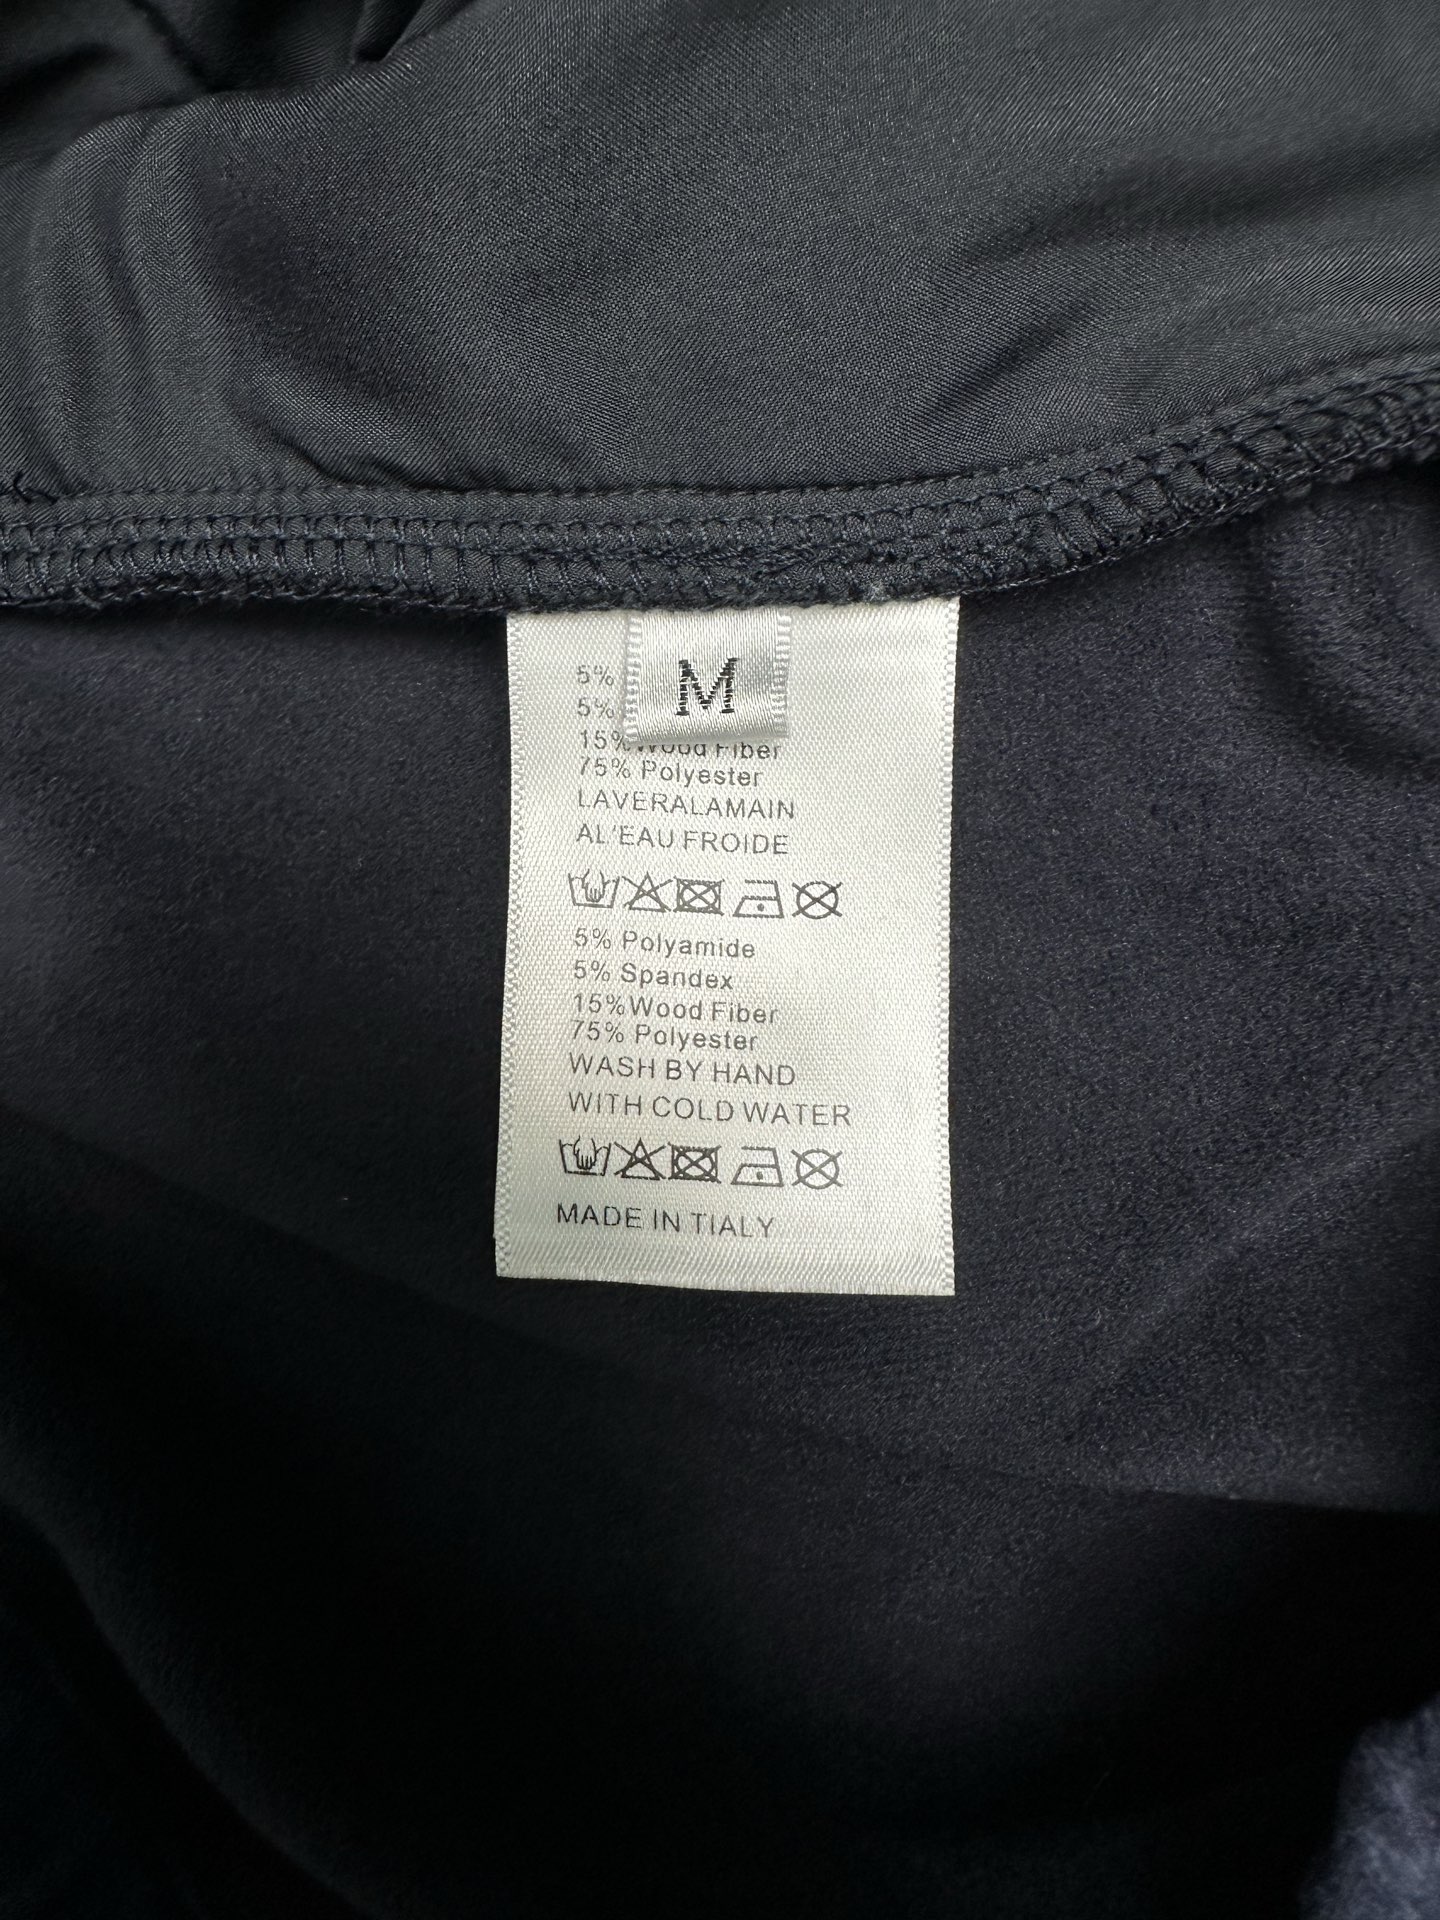 M
5%
5%
15% Wood Fiber
75% Polyester
LAVERALAMAIN
AL'EAU FROIDE
5% Polyamide
5% Spandex
15%Wood Fiber
75% Polyester
WASH BY HAND
WITH COLD WATER
MADE IN TIALY